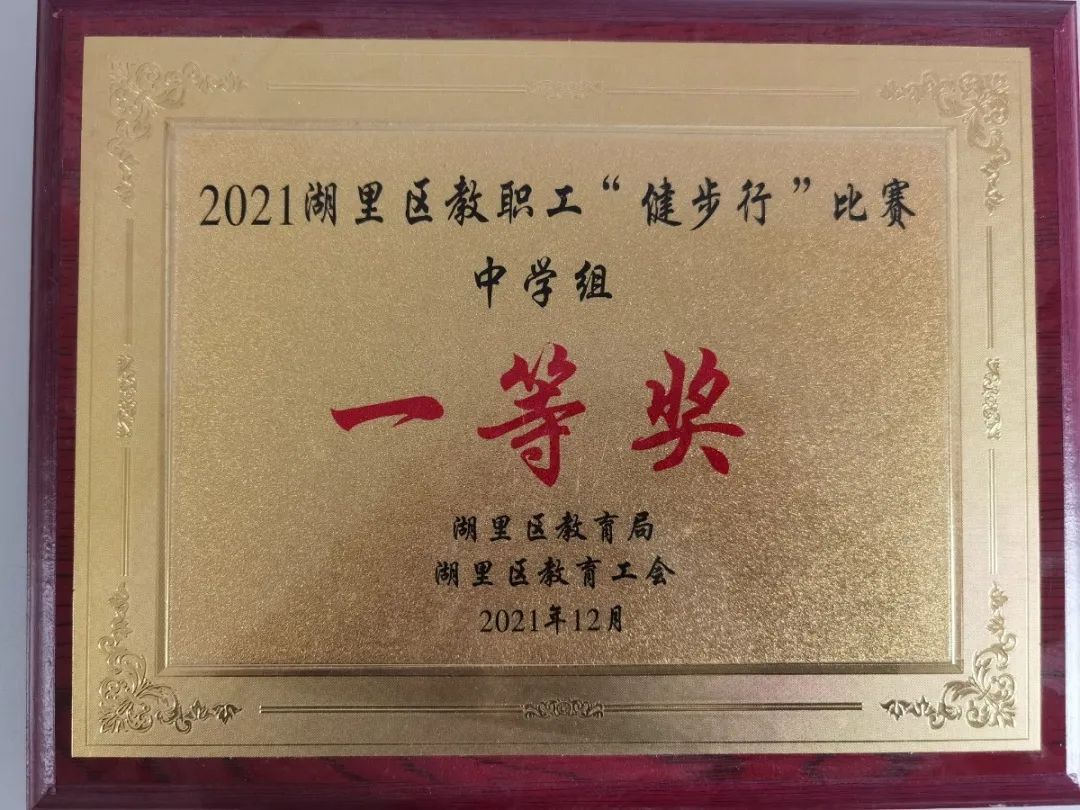 2021湖里区教职工“健步行”比赛
中学组
一等奖
湖里区教育局
湖里区教育工会
2021年12月